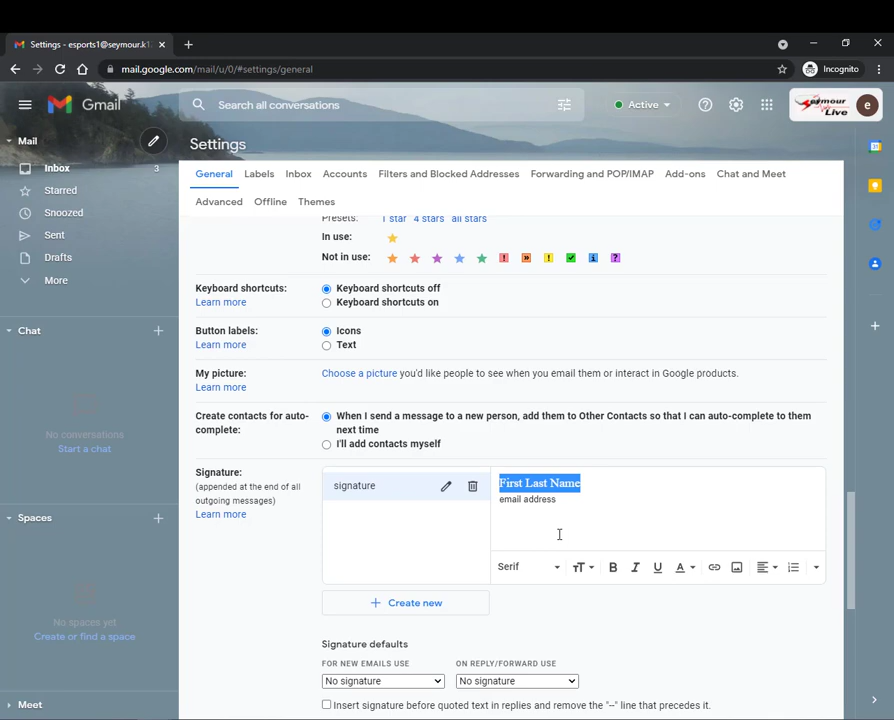 Settings - esports1@seymour.k1
Incognito
mail.google.com/mail/u/0/#settings/general
Gmail
Search all conversations
Active
Seymour Live
e
Mail
Settings
Inbox 3
Starred
Snoozed
Sent
Drafts
More
Chat
No conversations
Start a chat
Spaces
No spaces yet
Create or find a space
Meet
General Labels Inbox Accounts Filters and Blocked Addresses Forwarding and POP/IMAP Add-ons Chat and Meet
Advanced Offline Themes
Presets: 1 star 4 stars all stars
In use:
Not in use:
Keyboard shortcuts: Keyboard shortcuts off
Learn more Keyboard shortcuts on
Button labels: Icons
Learn more Text
My picture: Choose a picture you'd like people to see when you email them or interact in Google products.
Learn more
Create contacts for auto- When I send a message to a new person, add them to Other Contacts so that I can auto-complete to them
complete: next time
I'll add contacts myself
Signature:
(appended at the end of all
outgoing messages)
Learn more
signature
First Last Name
email address
Serif
Create new
Signature defaults
FOR NEW EMAILS USE ON REPLY/FORWARD USE
No signature No signature
Insert signature before quoted text in replies and remove the "--" line that precedes it.